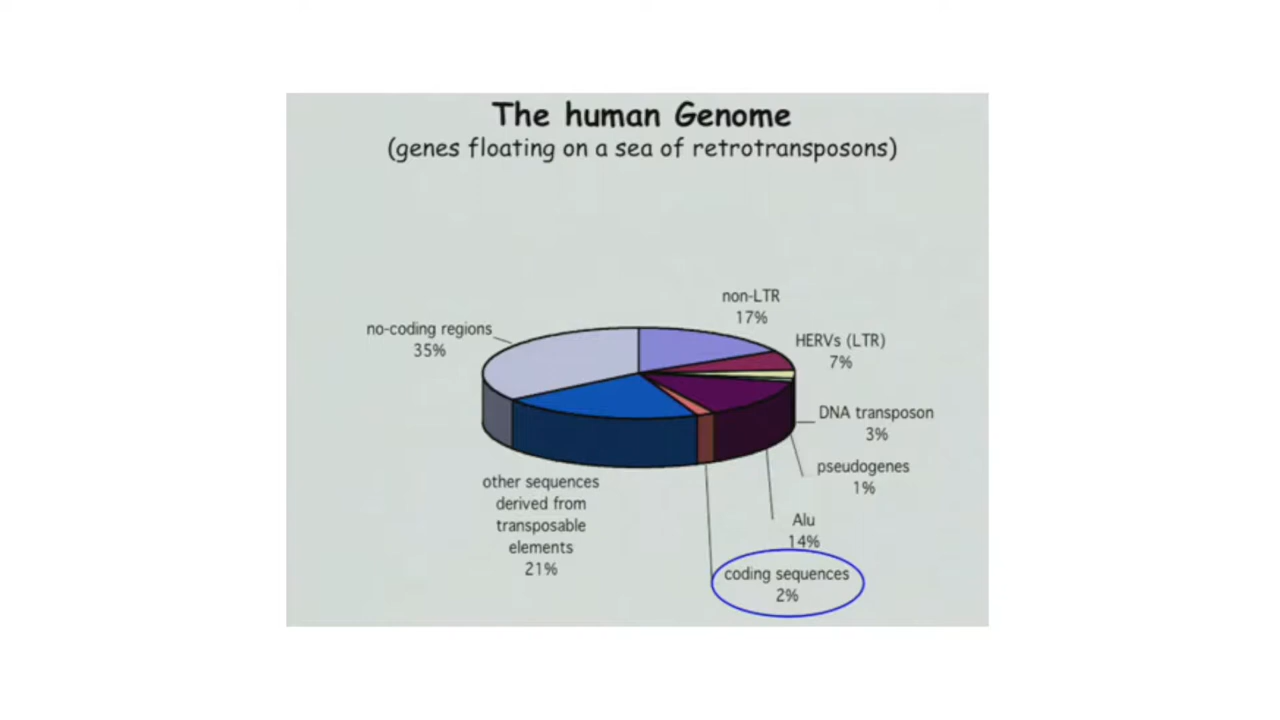 The human Genome
(genes floating on a sea of retrotransposons)
non-LTR
17%
no-coding regions
35%
HERVs (LTR)
7%
DNA transposon
3%
pseudogenes
1%
other sequences
derived from
transposable
elements
21%
Alu
14%
coding sequences
2%